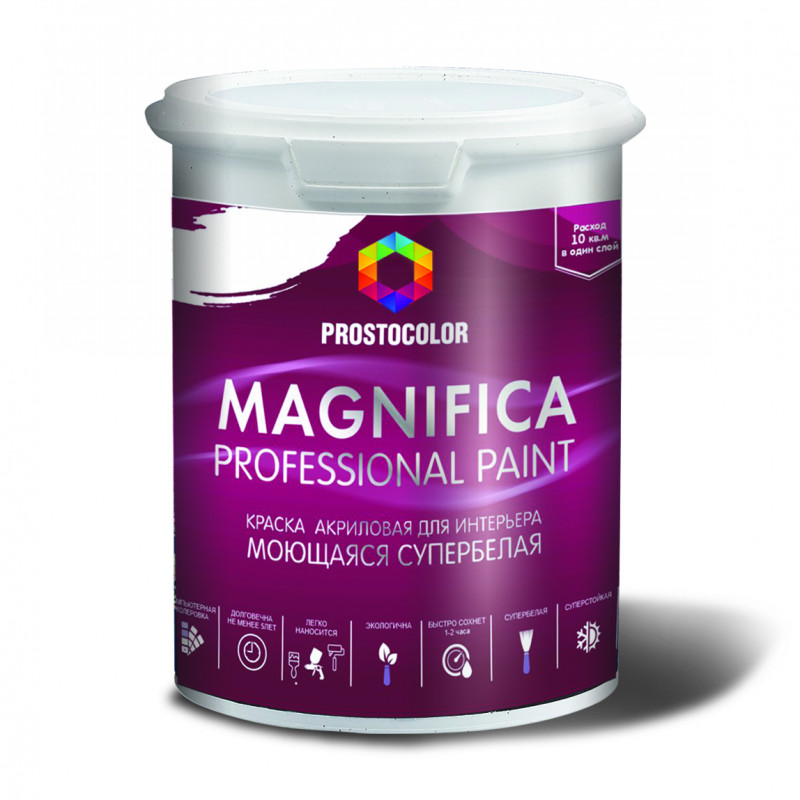 Расход
10 кв.м
в один слой
PROSTOCOLOR
MAGNIFICA
PROFESSIONAL PAINT
КРАСКА АКРИЛОВАЯ ДЛЯ ИНТЕРЬЕРА
МОЮЩАЯСЯ СУПЕРБЕЛАЯ
ДОЛГОВЕЧНА
НЕ МЕНЕЕ 5ЛЕТ
ЛЕГКО
НАНОСИТСЯ
ЭКОЛОГИЧНА
БЫСТРО СОХНЕТ
1-2 часа
СУПЕРБЕЛАЯ
СУПЕРСТОЙКАЯ